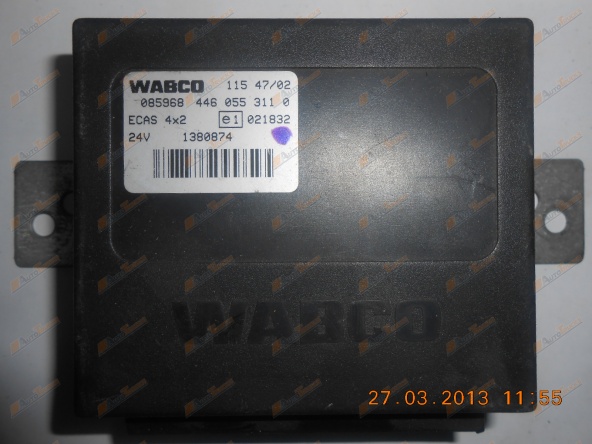 WABCO 115 47/02
085968 446 055 311 0
ECAS 4x2 e1 021832
24V 1380874
WABCO
27.03.2013 11:55